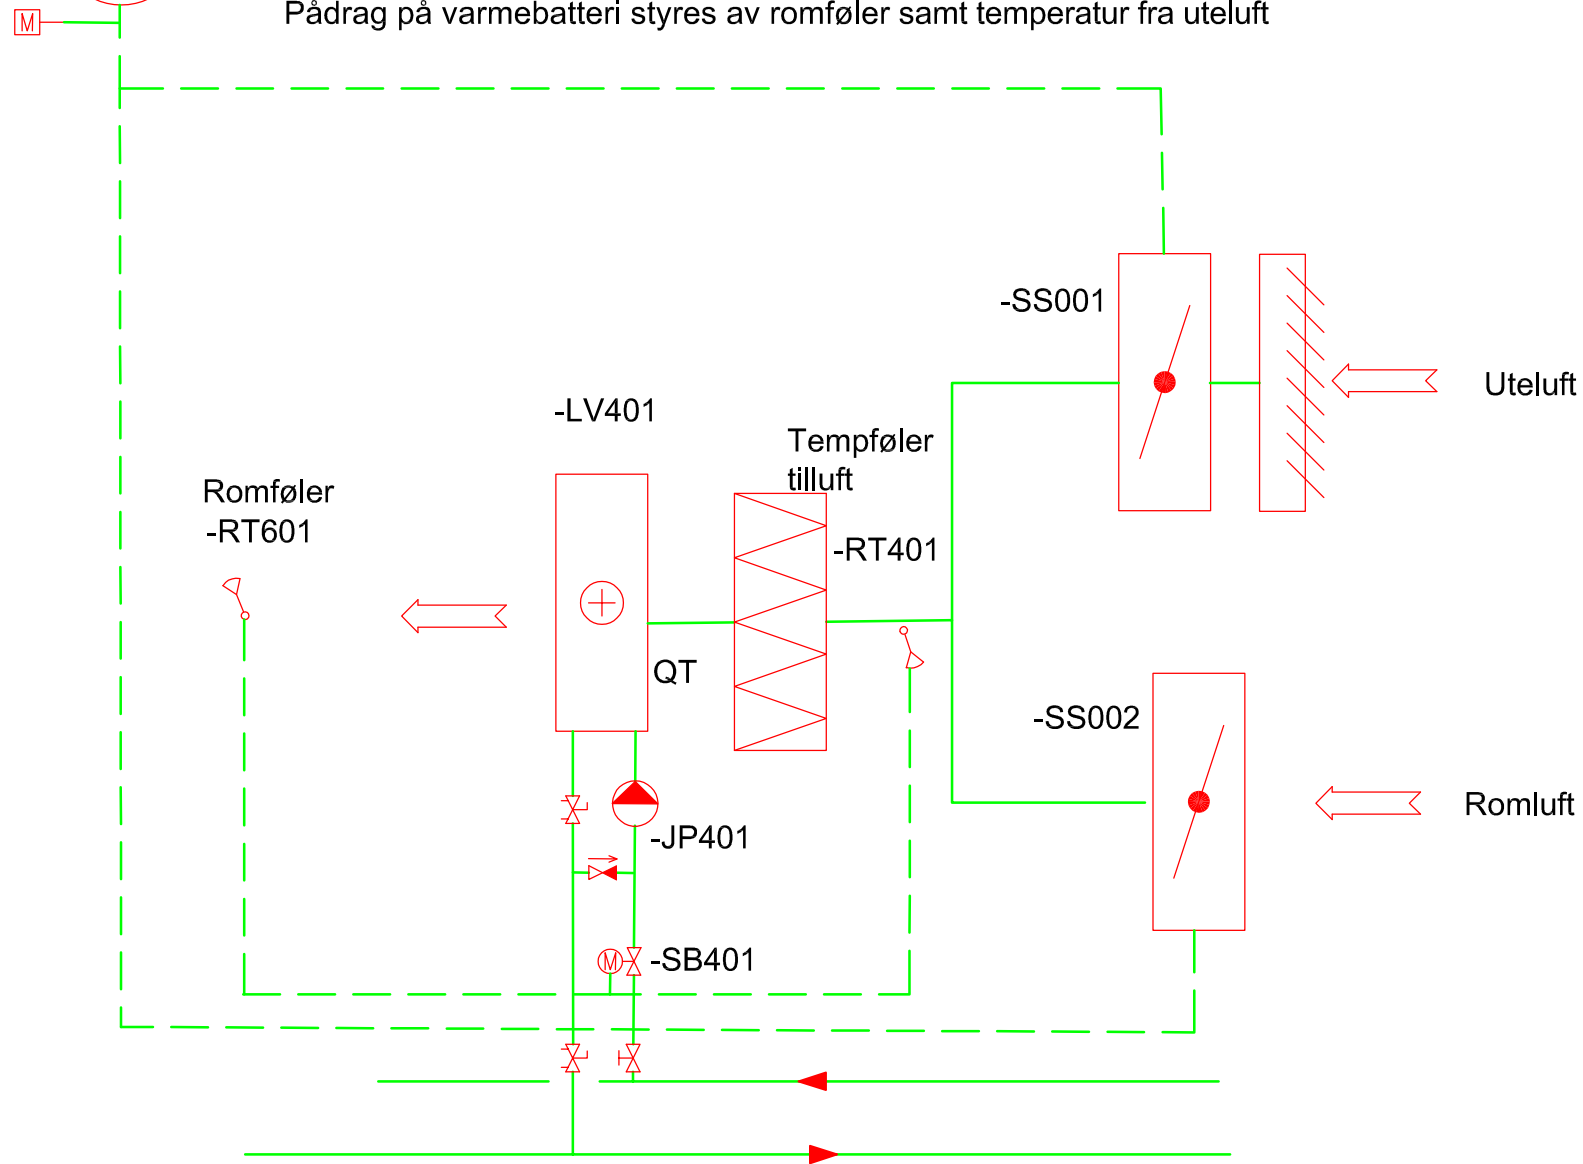 Pådrag på varmebatteri styres av romføler samt temperatur fra uteluft
M
-SS001
Uteluft
-LV401
Tempføler
tilluft
Romføler
-RT601
-RT401
QT
-SS002
Romluft
-JP401
M
-SB401